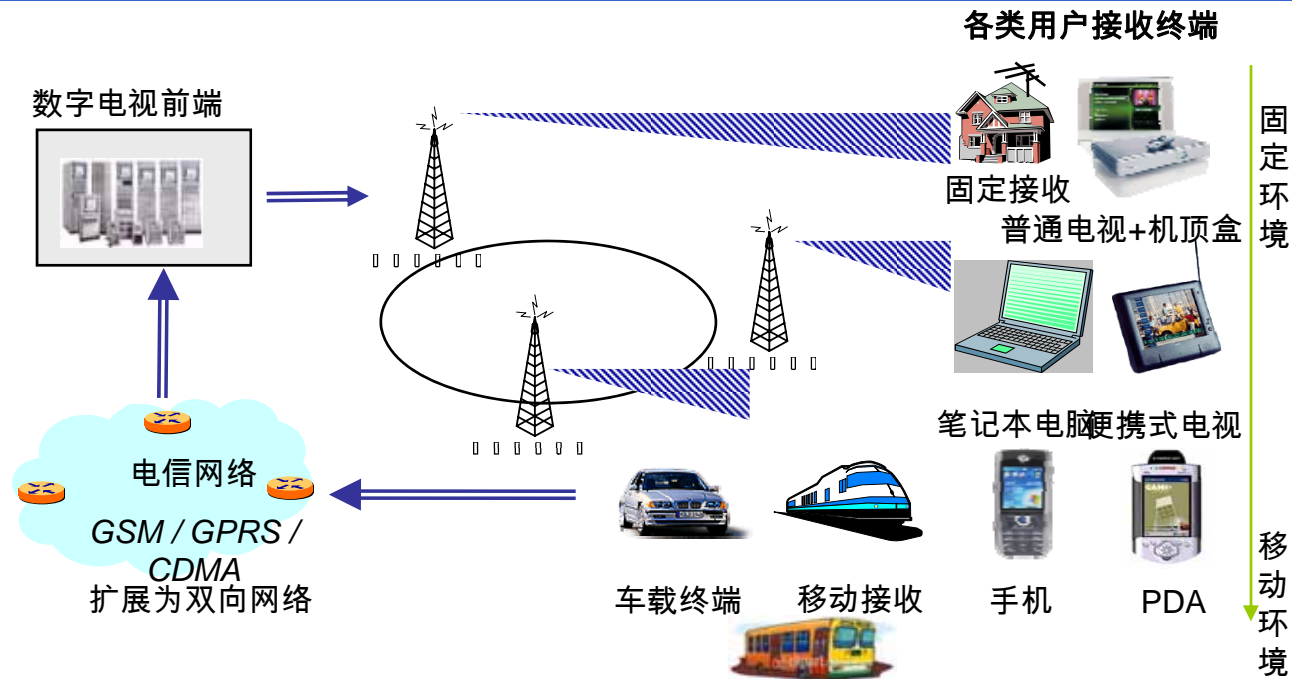 各类用户接收终端
数字电视前端
固定环境
固定接收
普通电视+机顶盒
笔记本电脑
便携式电视
电信网络
GSM / GPRS /
CDMA
扩展为双向网络
车载终端
移动接收
手机
PDA
移动环境